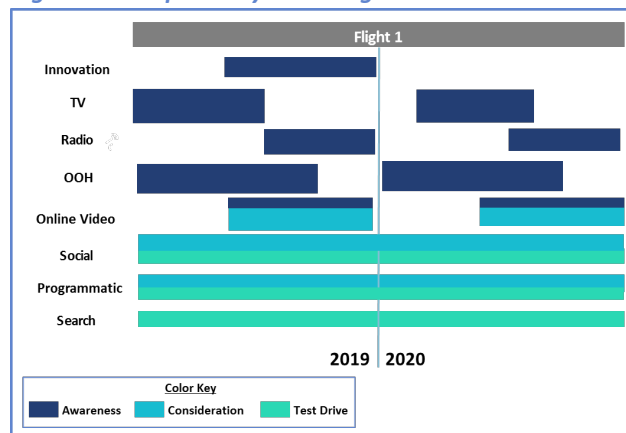 Flight 1
Innovation
TV
Radio
OOH
Online Video
Social
Programmatic
Search
2019 2020
Color Key
Awareness Consideration Test Drive